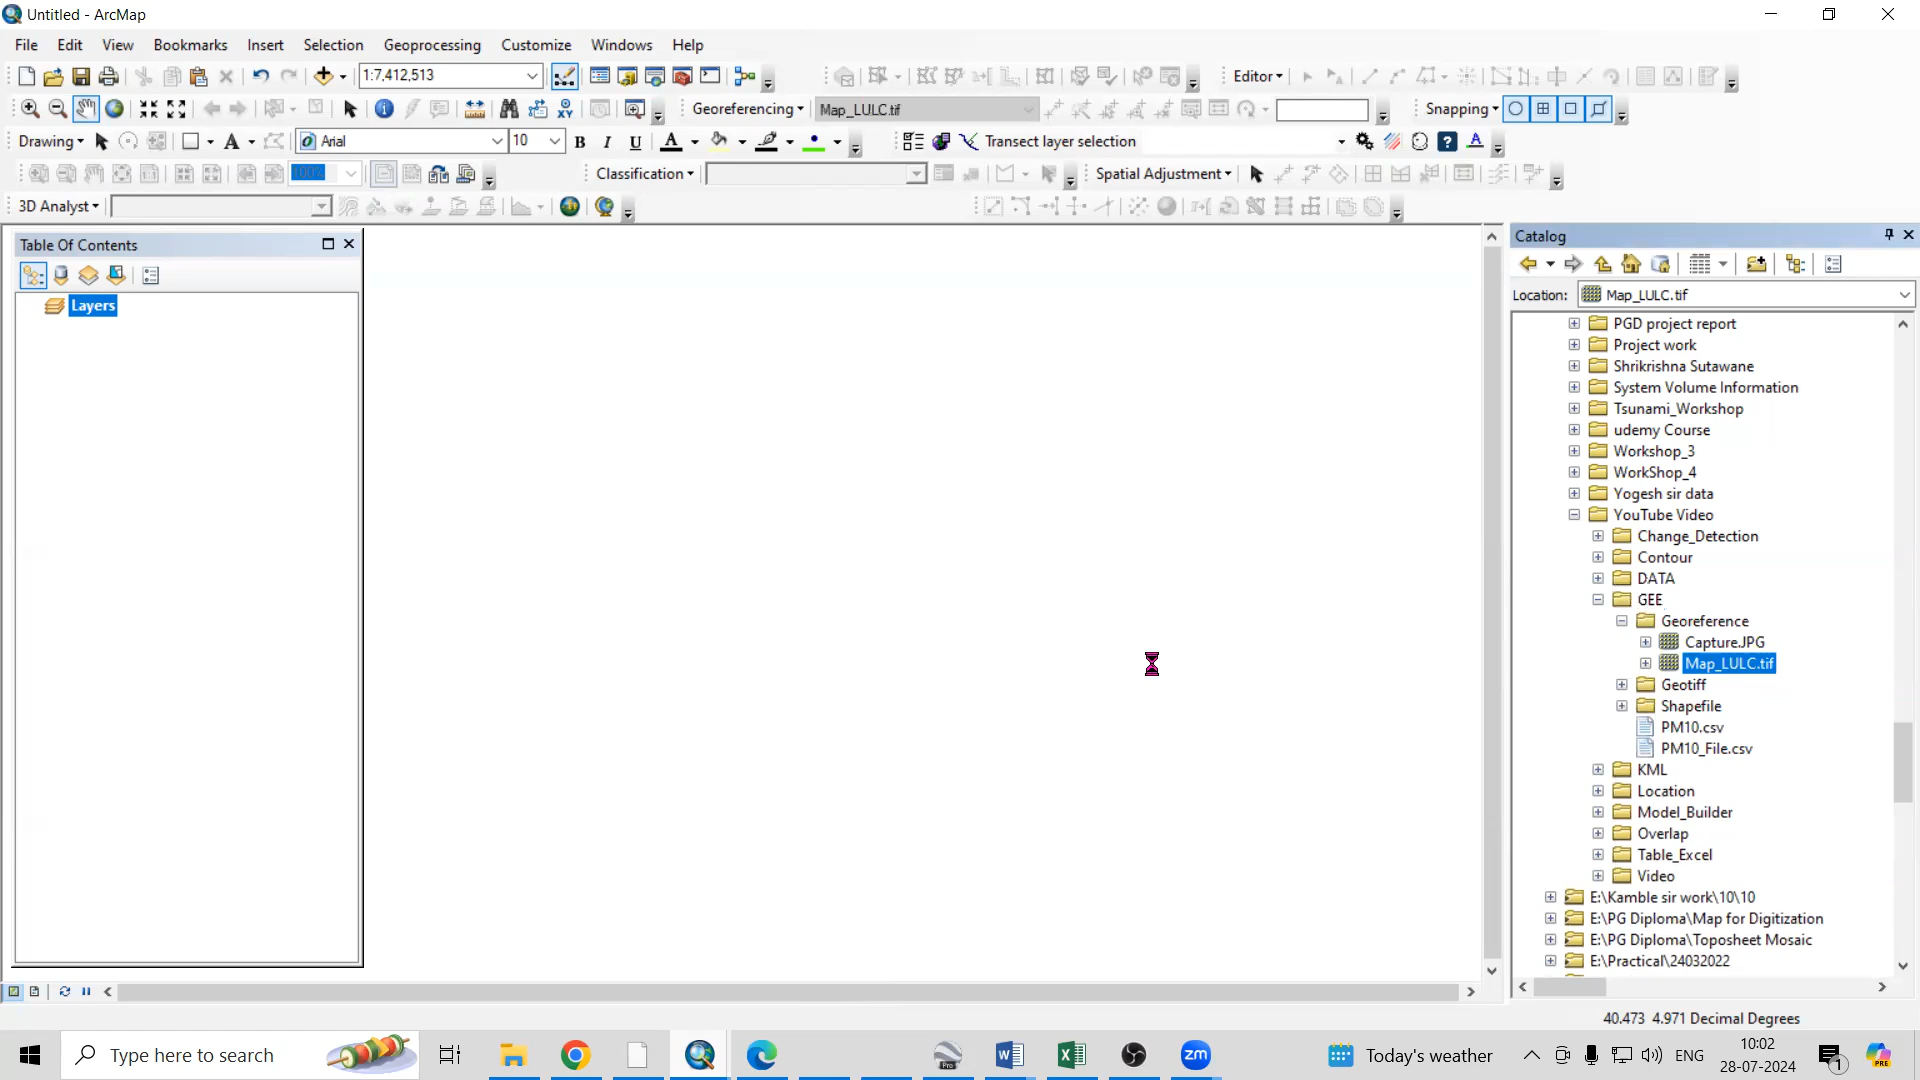 Untitled - ArcMap
File Edit View Bookmarks Insert Selection Geoprocessing Customize Windows Help
1:7,412,513 Editor
Georeferencing Map_LULC.tif Snapping
Drawing A Arial 10 B I U A Transect layer selection
100% Classification Spatial Adjustment
3D Analyst
Table Of Contents
Layers
Catalog
Location: Map_LULC.tif
PGD project report
Project work
Shrikrishna Sutawane
System Volume Information
Tsunami_Workshop
udemy Course
Workshop_3
WorkShop_4
Yogesh sir data
YouTube Video
Change_Detection
Contour
DATA
GEE
Georeference
Capture.JPG
Map_LULC.tif
Geotiff
Shapefile
PM10.csv
PM10_File.csv
KML
Location
Model_Builder
Overlap
Table_Excel
Video
E:\Kamble sir work\10\10
E:\PG Diploma\Map for Digitization
E:\PG Diploma\Toposheet Mosaic
E:\Practical\24032022
40.473 4.971 Decimal Degrees
Type here to search
Today's weather
ENG
10:02
28-07-2024